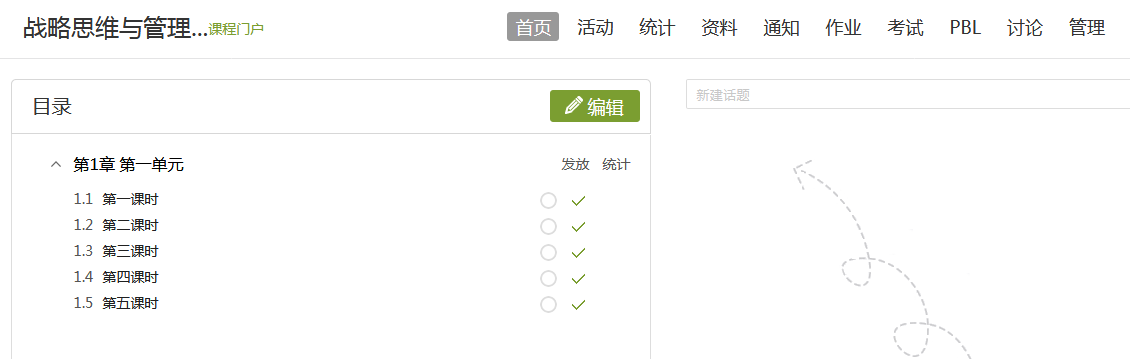 战略思维与管理...课程门户
首页 活动 统计 资料 通知 作业 考试 PBL 讨论 管理
目录
编辑
新建话题
第1章 第一单元
发放 统计
1.1 第一课时
1.2 第二课时
1.3 第三课时
1.4 第四课时
1.5 第五课时